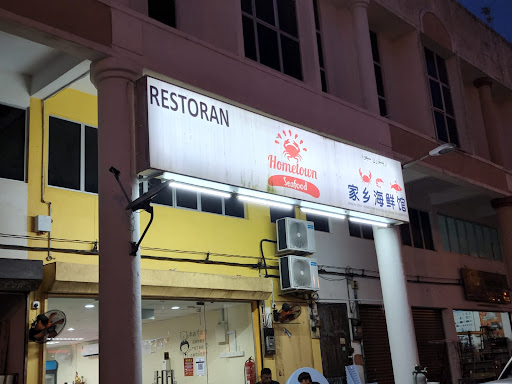 RESTORAN
Hometown
Seafood
家乡海鲜馆